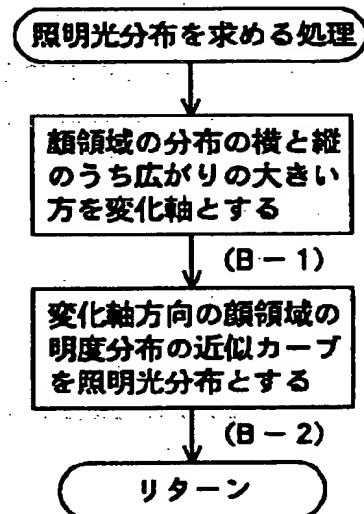 照明光分布を求める処理
顔領域の分布の横と縦
のうち広がりの大きい
方を変化軸とする
(B-1)
変化軸方向の顔領域の
明度分布の近似カーブ
を照明光分布とする
(B-2)
リターン